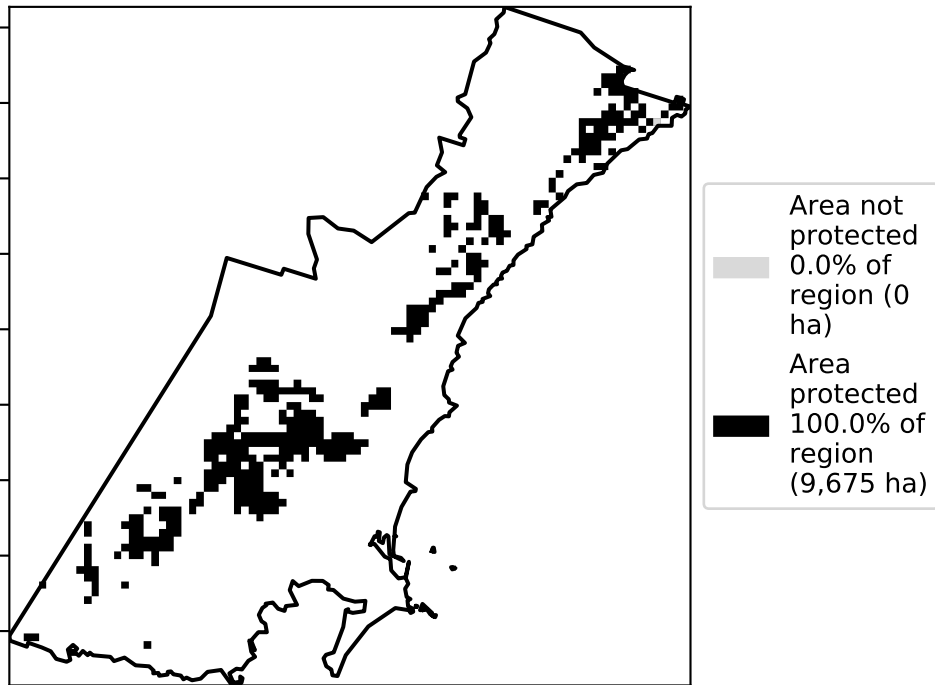 Area not
protected
0.0% of
region (0
ha)
Area
protected
100.0% of
region
(9,675 ha)